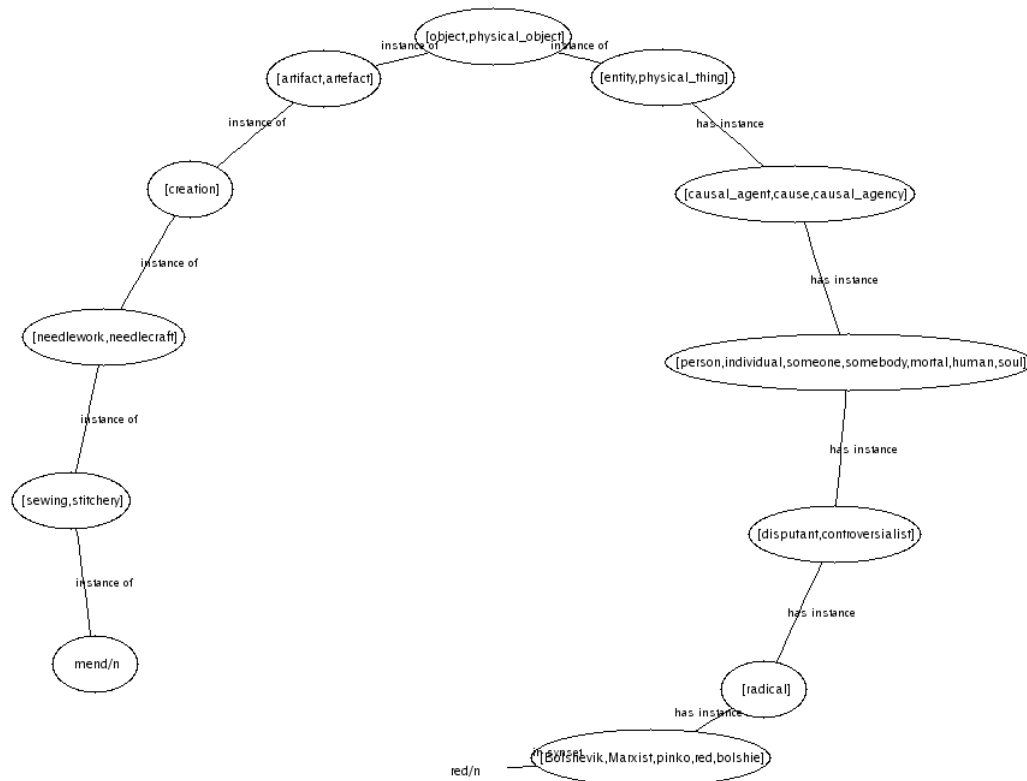 [object,physical_object]
instance of
instance of
[artifact,artefact]
[entity,physical_thing]
instance of
has instance
[creation]
[causal_agent,cause,causal_agency]
instance of
has instance
[needlework,needlecraft]
[person,individual,someone,somebody,mortal,human,soul]
instance of
has instance
[sewing,stitchery]
[disputant,controversialist]
instance of
has instance
mend/n
[radical]
has instance
in synset
[Bolshevik,Marxist,pinko,red,bolshie]
red/n